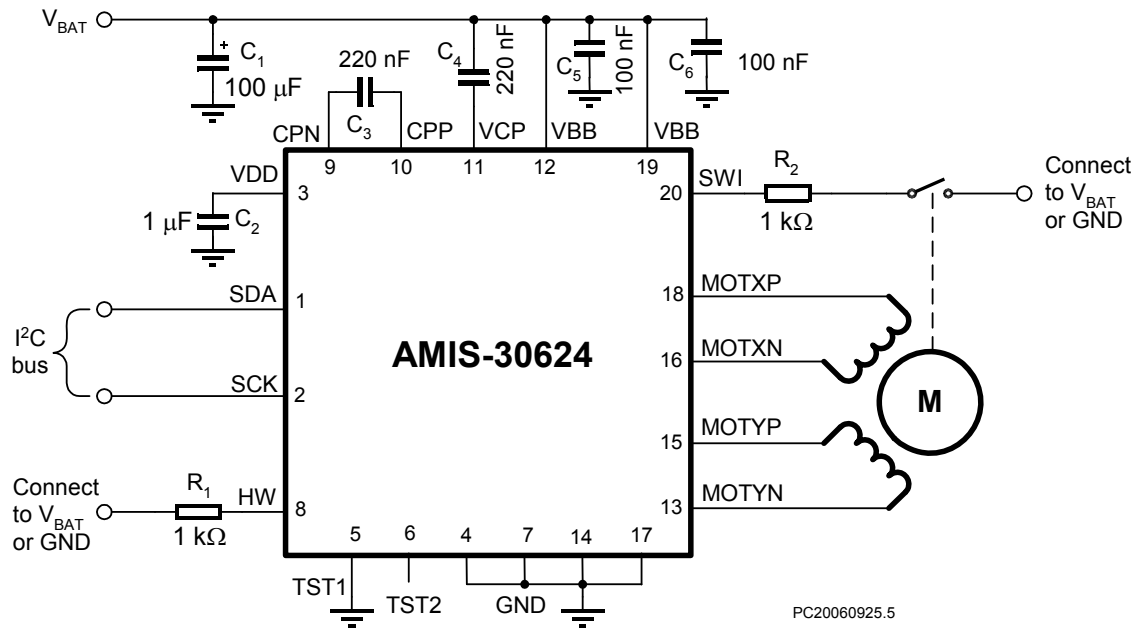 V_BAT
C₁
100 μF
220 nF
C₃
C₄
220 nF
C₅
100 nF
C₆
100 nF
CPN
CPP
VCP
VBB
VBB
9
10
11
12
19
VDD
3
1 μF
C₂
SWI
20
R₂
1 kΩ
Connect
to V_BAT
or GND
SDA
1
I²C
bus
SCK
2
AMIS-30624
MOTXP
18
MOTXN
16
MOTYP
15
MOTYN
13
M
Connect
to V_BAT
or GND
R₁
1 kΩ
HW
8
5
6
4
7
14
17
TST1
TST2
GND
PC20060925.5
+